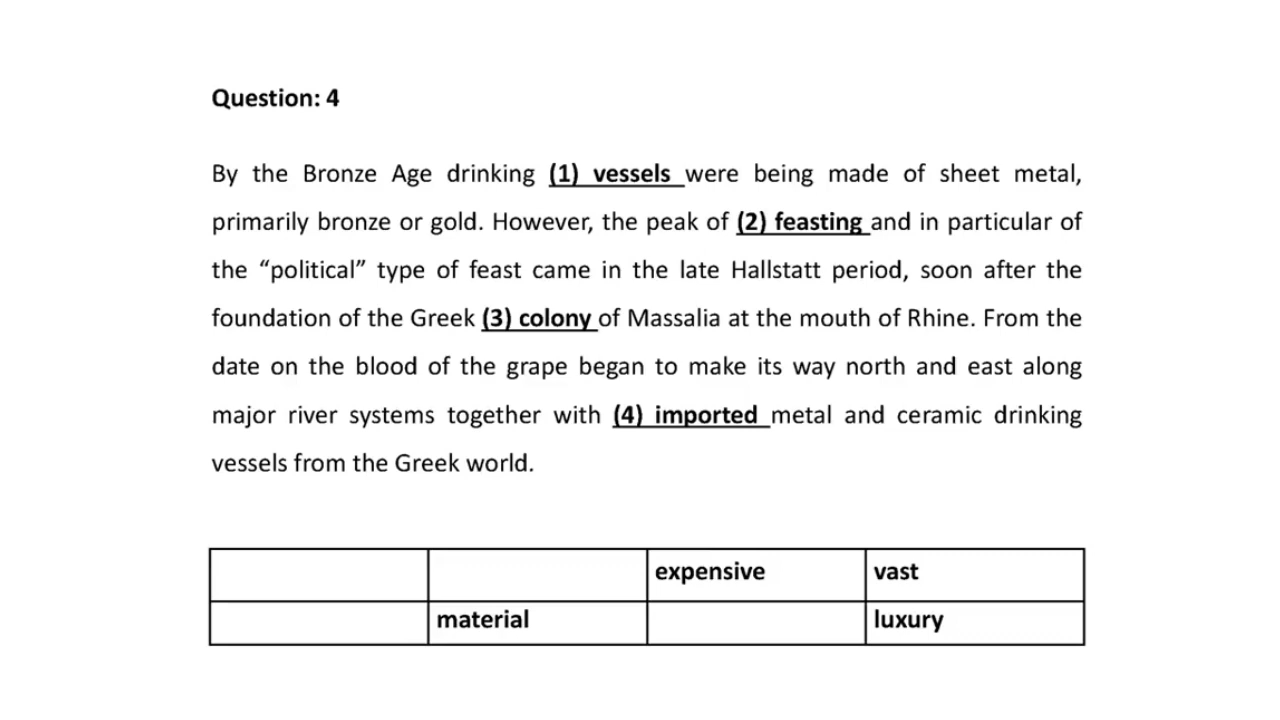 Question: 4
By the Bronze Age drinking (1) vessels were being made of sheet metal,
primarily bronze or gold. However, the peak of (2) feasting and in particular of
the “political” type of feast came in the late Hallstatt period, soon after the
foundation of the Greek (3) colony of Massalia at the mouth of Rhine. From the
date on the blood of the grape began to make its way north and east along
major river systems together with (4) imported metal and ceramic drinking
vessels from the Greek world.
expensive vast
material luxury